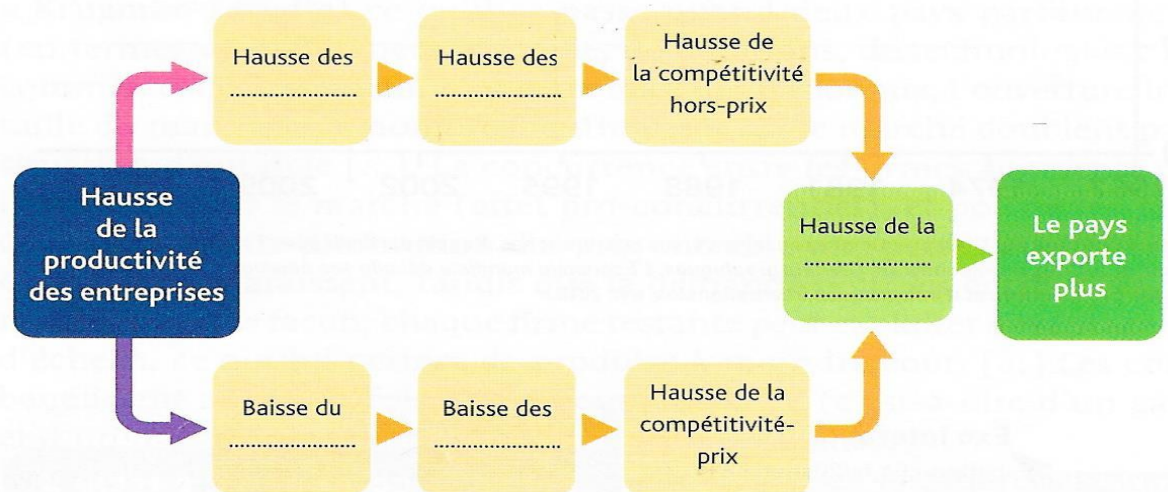 Hausse des
....................
Hausse des
....................
Hausse de
la compétitivité
hors-prix
Hausse
de la
productivité
des entreprises
Hausse de la
....................
....................
Le pays
exporte
plus
Baisse du
....................
Baisse des
....................
Hausse de la
compétitivité-
prix